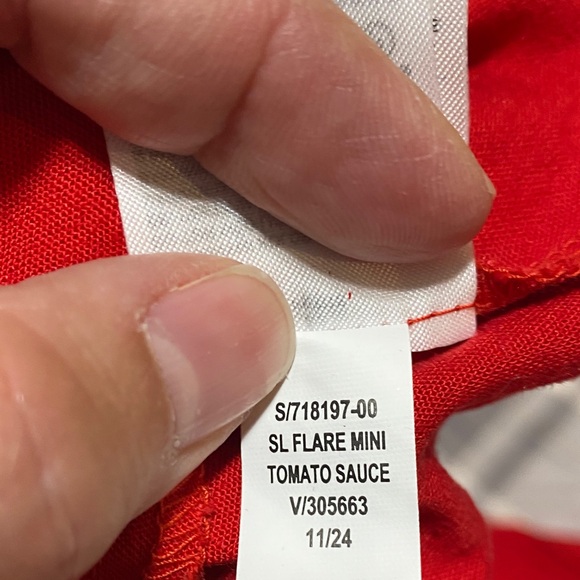 S/718197-00
SL FLARE MINI
TOMATO SAUCE
V/305663
11/24